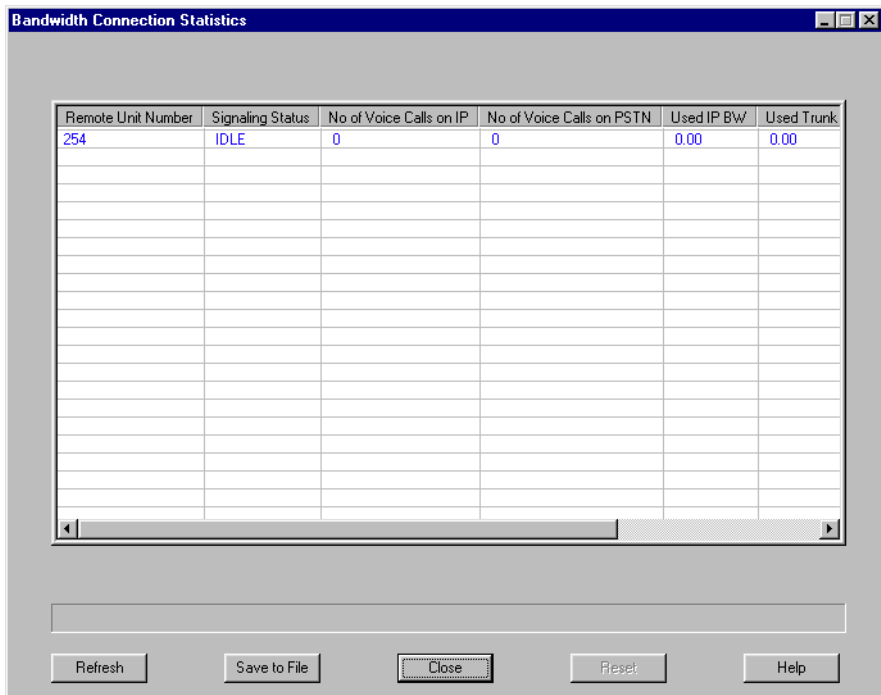 Bandwidth Connection Statistics
Remote Unit Number Signaling Status No of Voice Calls on IP No of Voice Calls on PSTN Used IP BW Used Trunk
254 IDLE 0 0 0.00 0.00
Refresh Save to File Close Reset Help